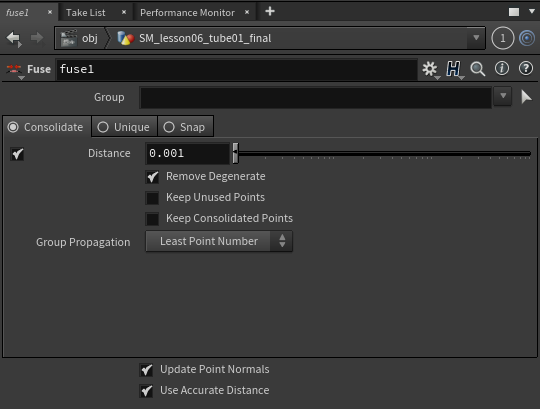 fuse1 × Take List × Performance Monitor × +
obj SM_lesson06_tube01_final 1
Fuse fuse1 H i ?
Group
Consolidate Unique Snap
Distance 0.001
Remove Degenerate
Keep Unused Points
Keep Consolidated Points
Group Propagation Least Point Number
Update Point Normals
Use Accurate Distance